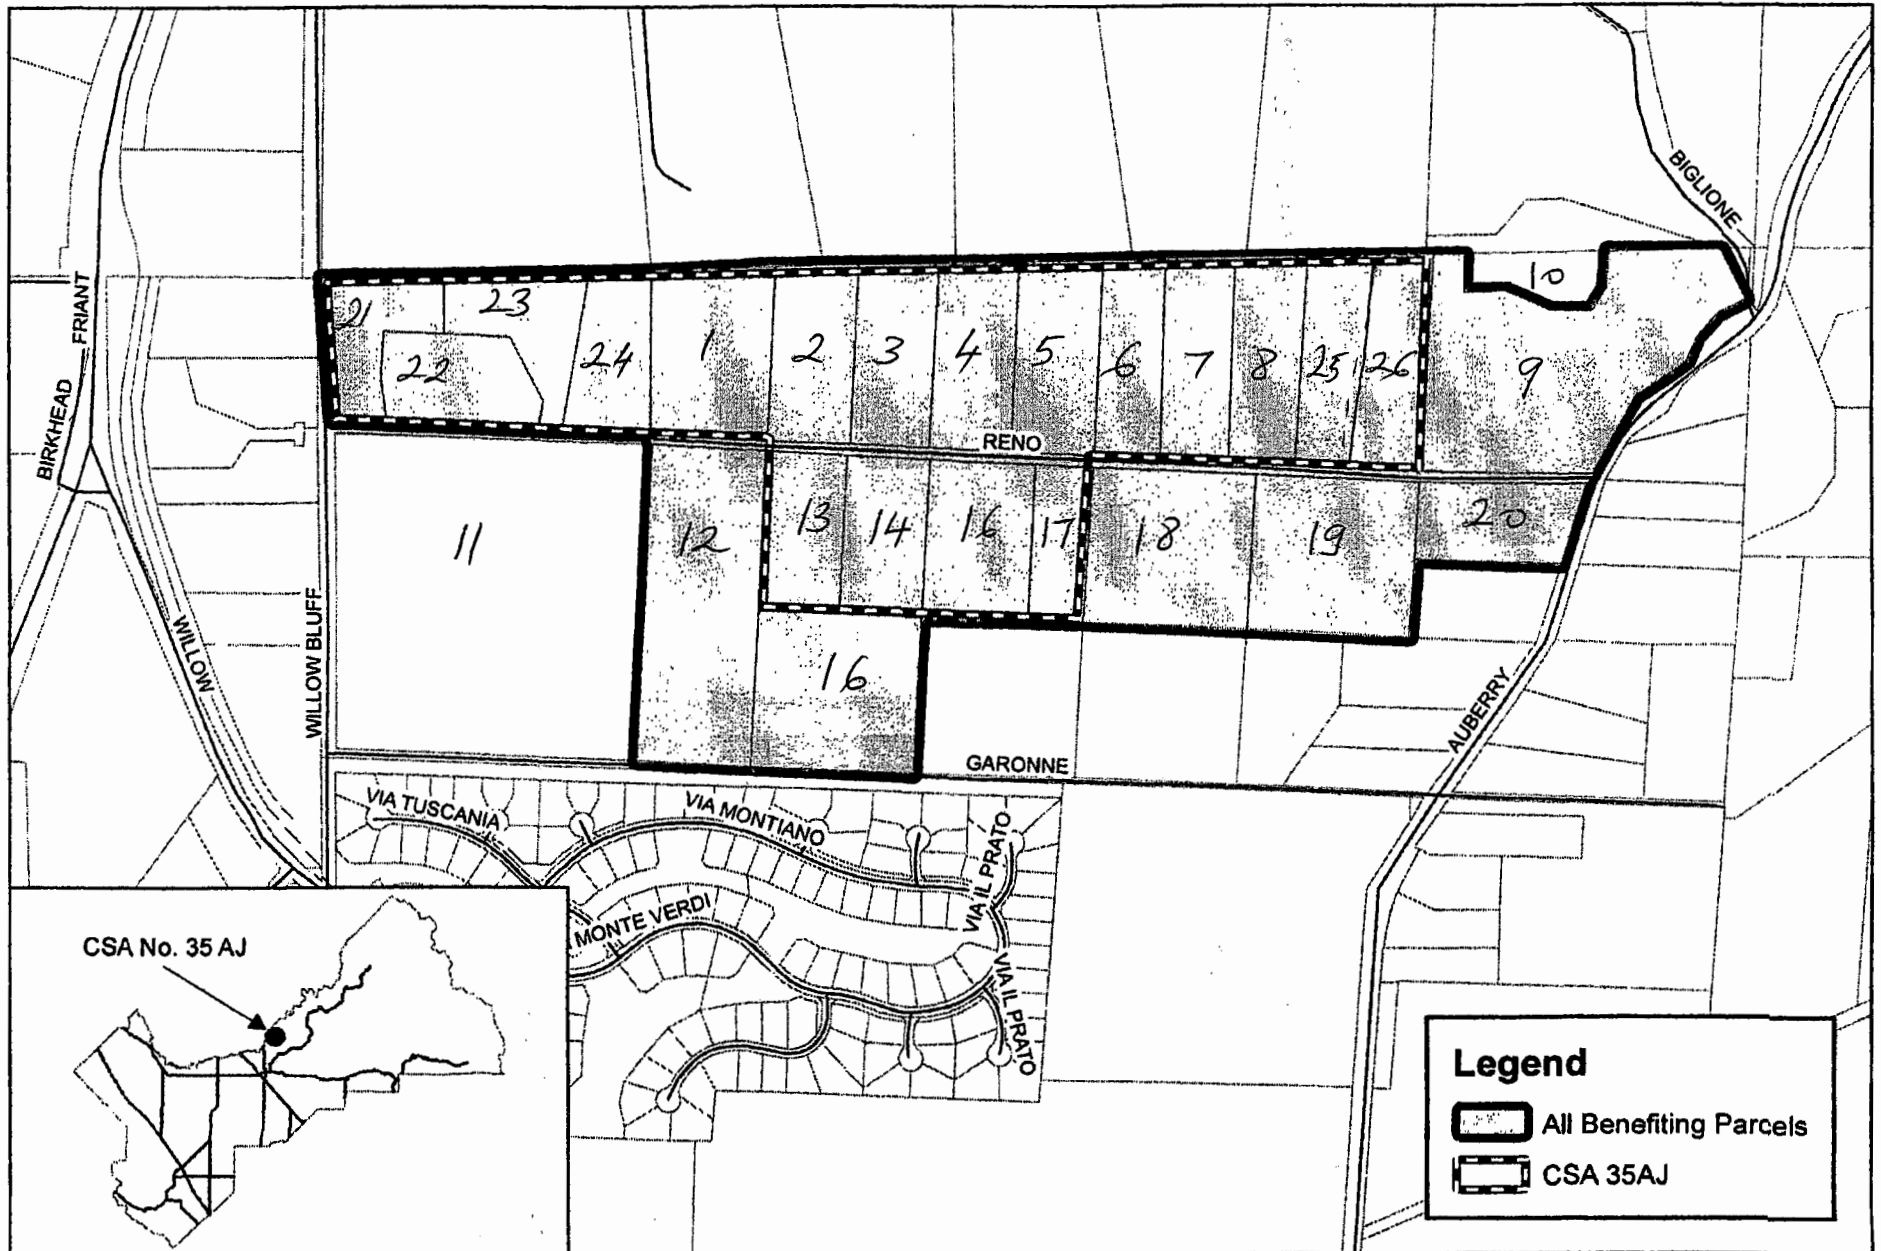 BIGLIONE
10
FRIANT
BIRKHEAD
21
23
22
24
1
2
3
4
5
6
7
8
25
26
9
RENO
11
12
13
14
16
17
18
19
20
WILLOW
WILLOW BLUFF
16
AUBERRY
GARONNE
VIA TUSCANIA
VIA MONTIANO
VIA IL PRATO
MONTE VERDI
VIA IL PRATO
CSA No. 35 AJ
Legend
All Benefiting Parcels
CSA 35AJ